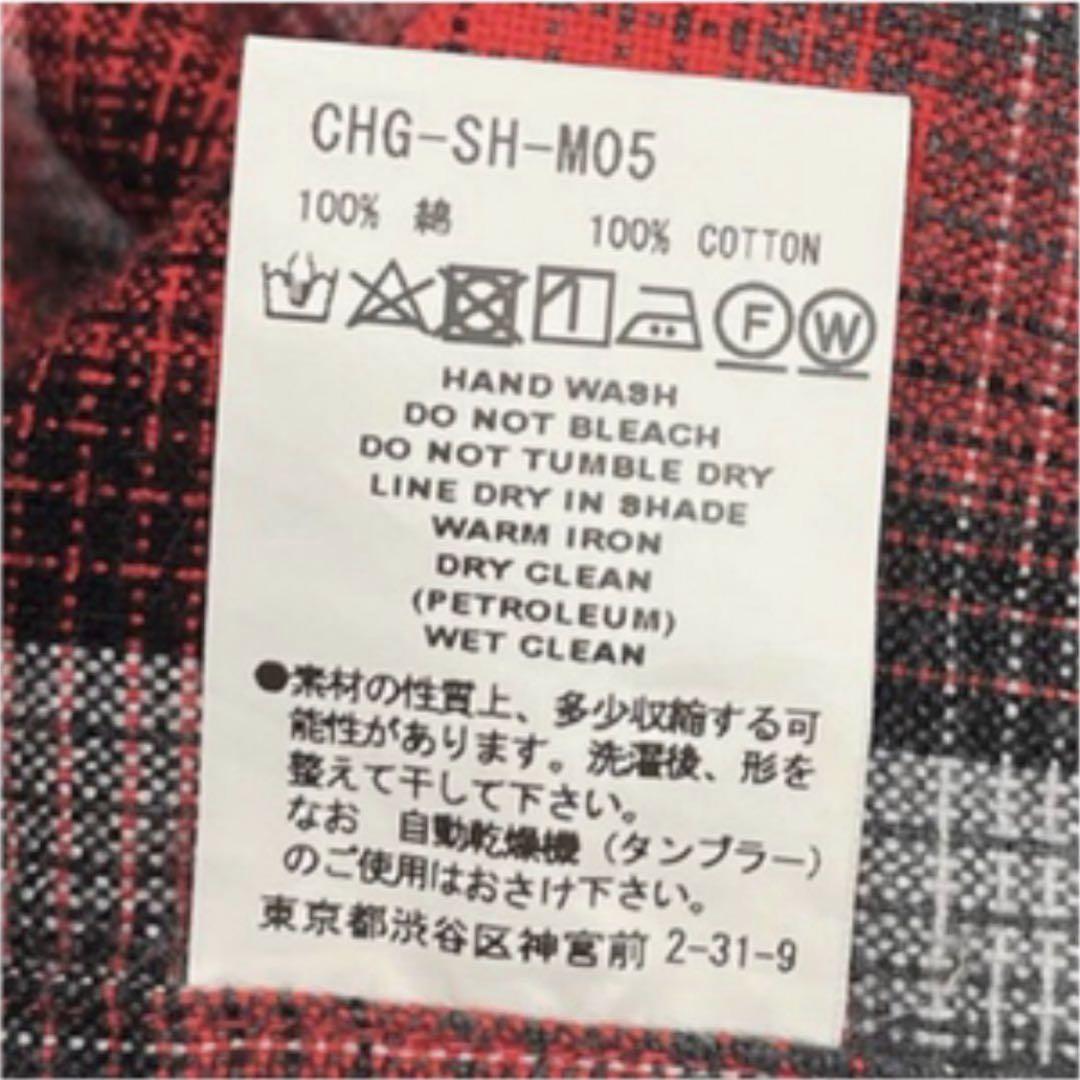 CHG-SH-M05
100% 綿 100% COTTON
F W
HAND WASH
DO NOT BLEACH
DO NOT TUMBLE DRY
LINE DRY IN SHADE
WARM IRON
DRY CLEAN
(PETROLEUM)
WET CLEAN
●素材の性質上、多少収縮する可
能性があります。洗濯後、形を
整えて干して下さい。
なお 自動乾燥機（タンブラー）
のご使用はおさけ下さい。
東京都渋谷区神宮前 2-31-9